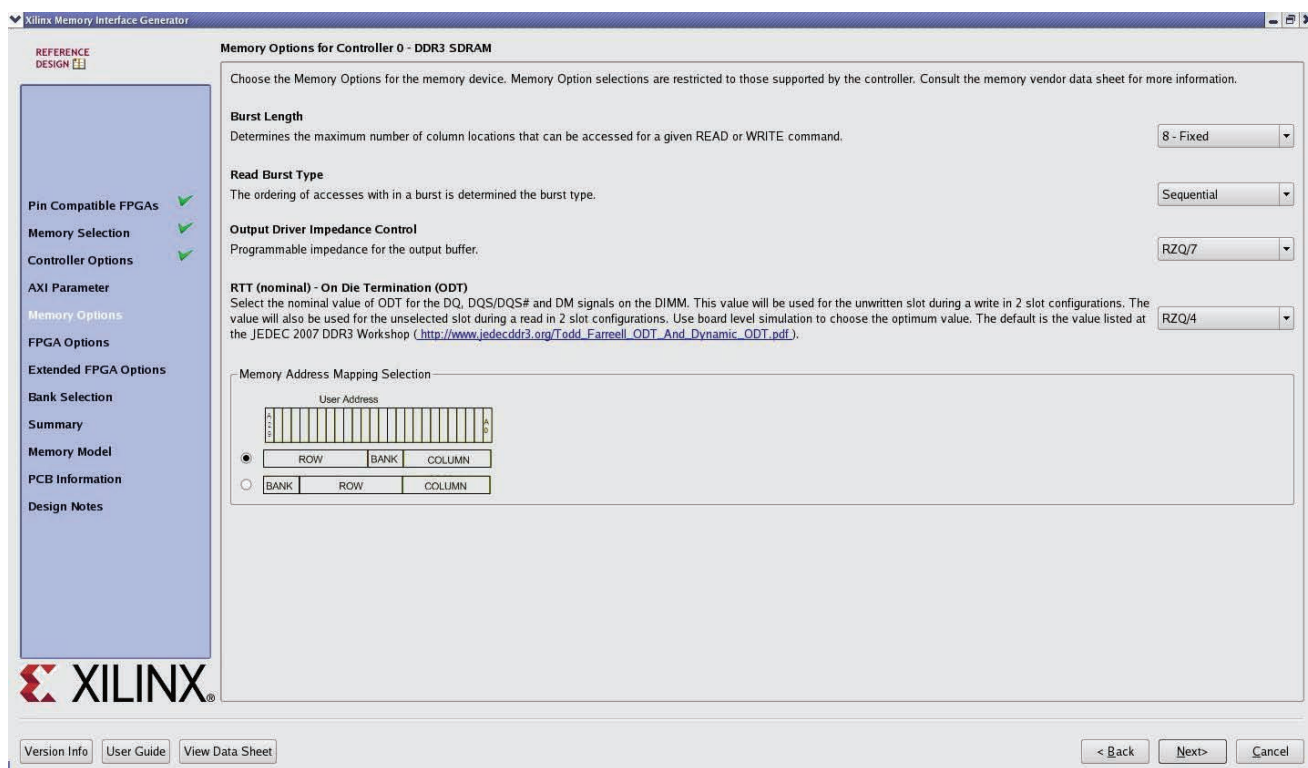 Xilinx Memory Interface Generator
REFERENCE
DESIGN
Pin Compatible FPGAs
Memory Selection
Controller Options
AXI Parameter
Memory Options
FPGA Options
Extended FPGA Options
Bank Selection
Summary
Memory Model
PCB Information
Design Notes
XILINX®
Memory Options for Controller 0 - DDR3 SDRAM
Choose the Memory Options for the memory device. Memory Option selections are restricted to those supported by the controller. Consult the memory vendor data sheet for more information.
Burst Length
Determines the maximum number of column locations that can be accessed for a given READ or WRITE command.
8 - Fixed
Read Burst Type
The ordering of accesses with in a burst is determined the burst type.
Sequential
Output Driver Impedance Control
Programmable impedance for the output buffer.
RZQ/7
RTT (nominal) - On Die Termination (ODT)
Select the nominal value of ODT for the DQ, DQS/DQS# and DM signals on the DIMM. This value will be used for the unwritten slot during a write in 2 slot configurations. The
value will also be used for the unselected slot during a read in 2 slot configurations. Use board level simulation to choose the optimum value. The default is the value listed at
the JEDEC 2007 DDR3 Workshop ( http://www.jedecddr3.org/Todd_Farreell_ODT_And_Dynamic_ODT.pdf ).
RZQ/4
Memory Address Mapping Selection
User Address
A29 A0
ROW BANK COLUMN
BANK ROW COLUMN
Version Info User Guide View Data Sheet < Back Next> Cancel